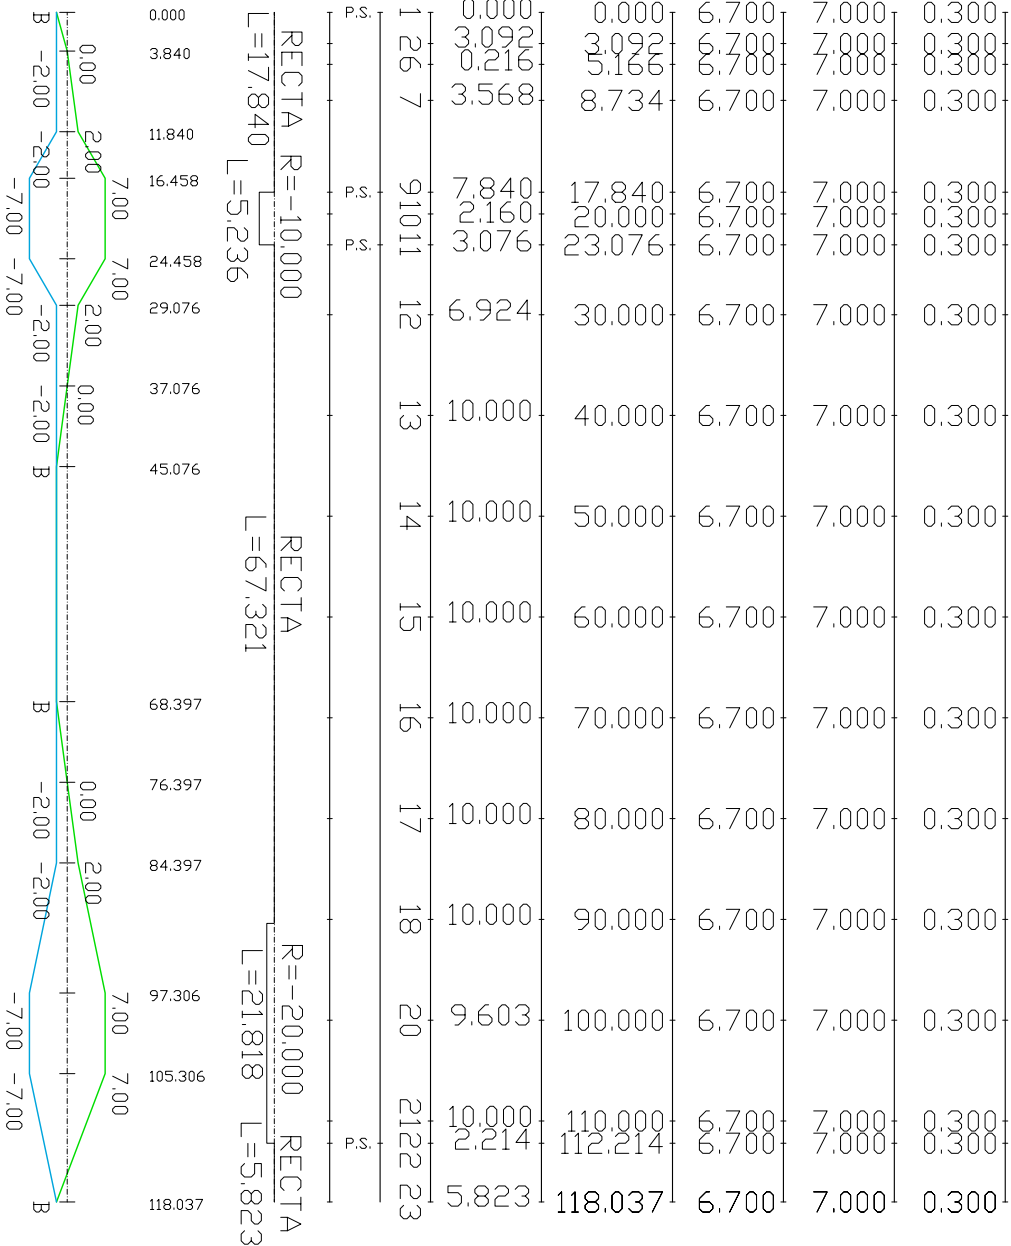 B 0.000 P.S. 1 0.000 0.000 6.700 7.000 0.300
-2.00 0.00 3.840 RECTA L=17.840
2 3.092 3.092 6.700 7.000 0.300
6 0.216 5.166 6.700 7.000 0.300
7 3.568 8.734 6.700 7.000 0.300
-2.00 2.00 11.840
-7.00 7.00 16.458 R=-10.000 L=5.236
P.S. 9 7.840 17.840 6.700 7.000 0.300
10 2.160 20.000 6.700 7.000 0.300
P.S. 11 3.076 23.076 6.700 7.000 0.300
-7.00 7.00 24.458
-2.00 2.00 29.076
12 6.924 30.000 6.700 7.000 0.300
-2.00 0.00 37.076
13 10.000 40.000 6.700 7.000 0.300
B 45.076
14 10.000 50.000 6.700 7.000 0.300
RECTA L=67.321
15 10.000 60.000 6.700 7.000 0.300
B 68.397
16 10.000 70.000 6.700 7.000 0.300
-2.00 0.00 76.397
17 10.000 80.000 6.700 7.000 0.300
-2.00 2.00 84.397
18 10.000 90.000 6.700 7.000 0.300
R=-20.000 L=21.818
-7.00 7.00 97.306
20 9.603 100.000 6.700 7.000 0.300
-7.00 7.00 105.306
21 10.000 110.000 6.700 7.000 0.300
P.S. 22 2.214 112.214 6.700 7.000 0.300
RECTA L=5.823
B 118.037 23 5.823 118.037 6.700 7.000 0.300